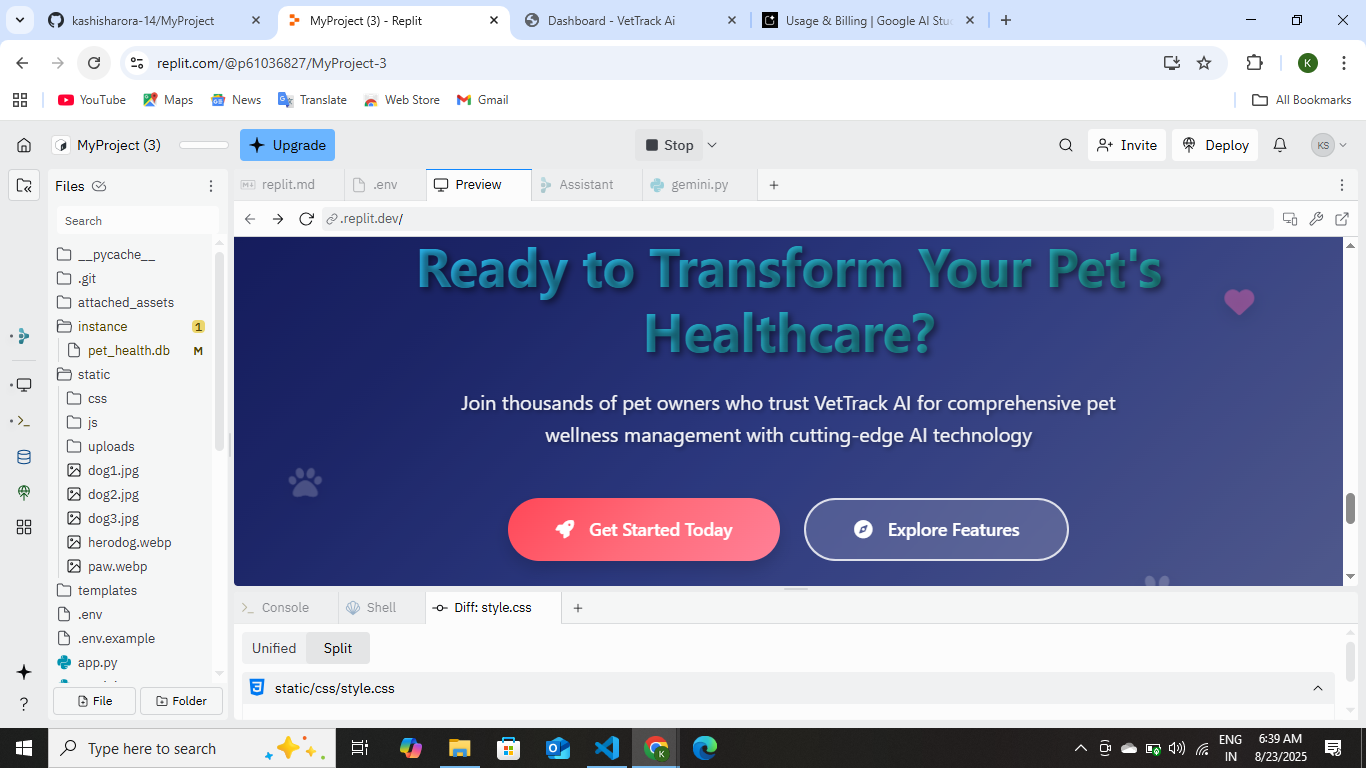 kashisharora-14/MyProject
MyProject (3) - Replit
Dashboard - VetTrack Ai
Usage & Billing | Google AI Stu
replit.com/@p61036827/MyProject-3
K
YouTube
Maps
News
Translate
Web Store
Gmail
All Bookmarks
MyProject (3)
Upgrade
Stop
Invite
Deploy
KS
Files
replit.md
.env
Preview
Assistant
gemini.py
Search
.replit.dev/
__pycache__
.git
attached_assets
instance
1
pet_health.db
M
static
css
js
uploads
dog1.jpg
dog2.jpg
dog3.jpg
herodog.webp
paw.webp
templates
.env
.env.example
app.py
File
Folder
Ready to Transform Your Pet's
Healthcare?
Join thousands of pet owners who trust VetTrack AI for comprehensive pet
wellness management with cutting-edge AI technology
Get Started Today
Explore Features
Console
Shell
Diff: style.css
Unified
Split
static/css/style.css
Type here to search
K
ENG
IN
6:39 AM
8/23/2025